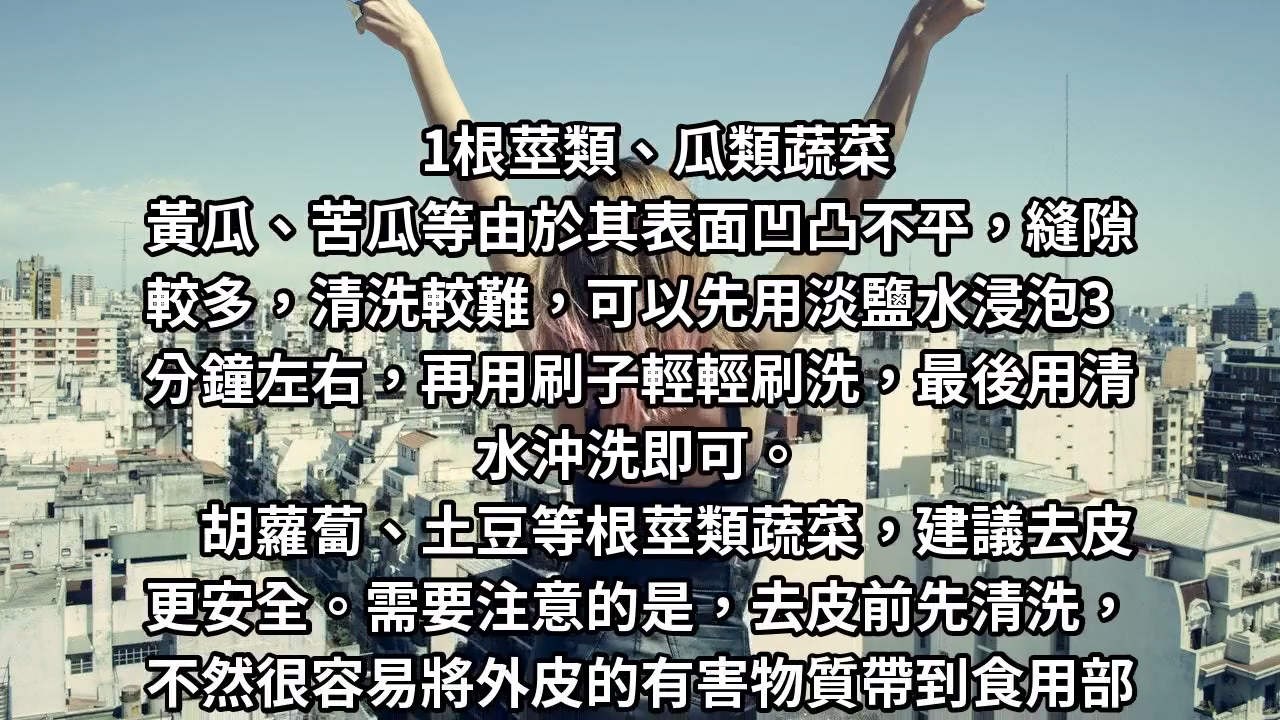 1根莖類、瓜類蔬菜
黃瓜、苦瓜等由於其表面凹凸不平，縫隙
較多，清洗較難，可以先用淡鹽水浸泡3
分鐘左右，再用刷子輕輕刷洗，最後用清
水沖洗即可。
胡蘿蔔、土豆等根莖類蔬菜，建議去皮
更安全。需要注意的是，去皮前先清洗，
不然很容易將外皮的有害物質帶到食用部